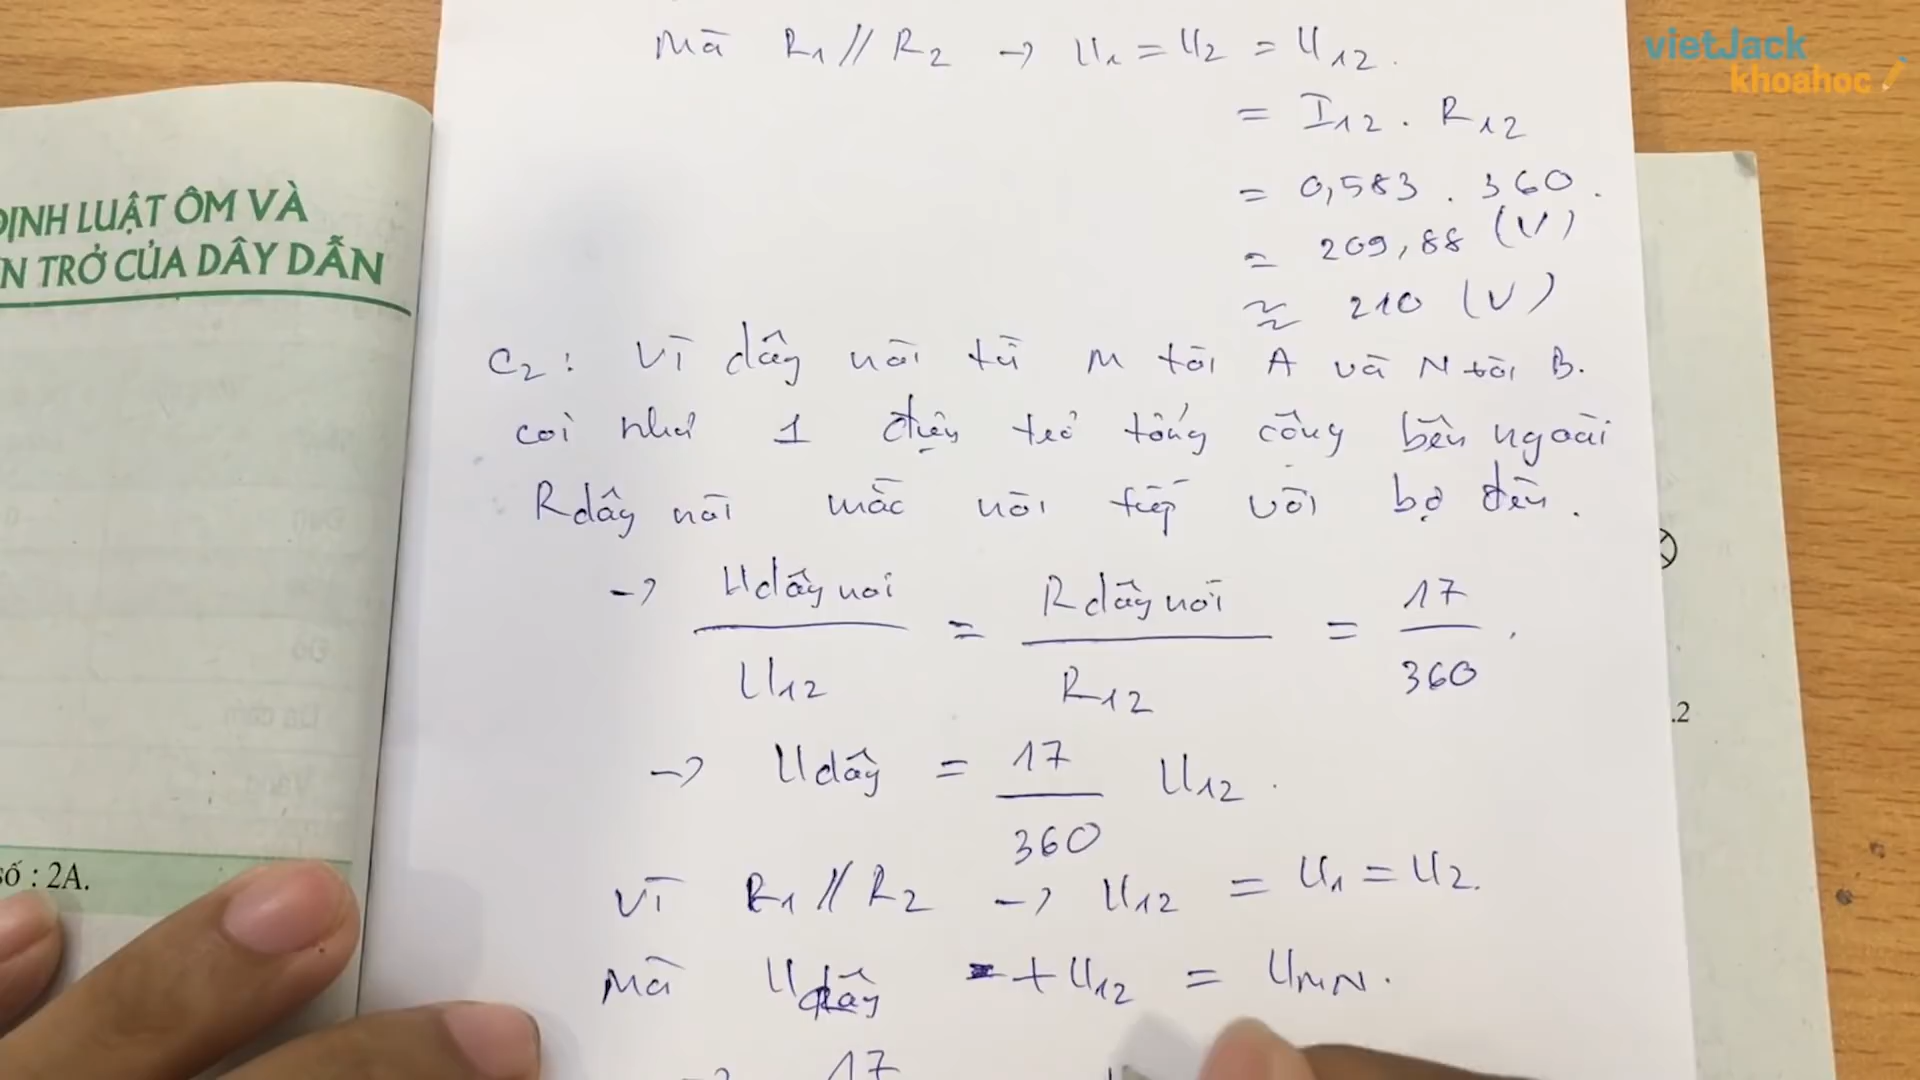 vietJack
khoahoc
ĐỊNH LUẬT ÔM VÀ
N TRỞ CỦA DÂY DẪN
số : 2A.
.2
Mà R1 // R2 → U1 = U2 = U12.
= I12 . R12
= 0,583 . 360.
= 209,88 (V)
≈ 210 (V)
C2 : Vì dây nối từ M tới A và N tới B.
coi như 1 điện trở tổng cộng bên ngoài
Rdây nối mắc nối tiếp với bộ đèn.
→ Udây nối / U12 = Rdây nối / R12 = 17 / 360.
→ Udây = 17 / 360 U12.
Vì R1 // R2 → U12 = U1 = U2.
Mà Udây + U12 = UMN.
→ 17